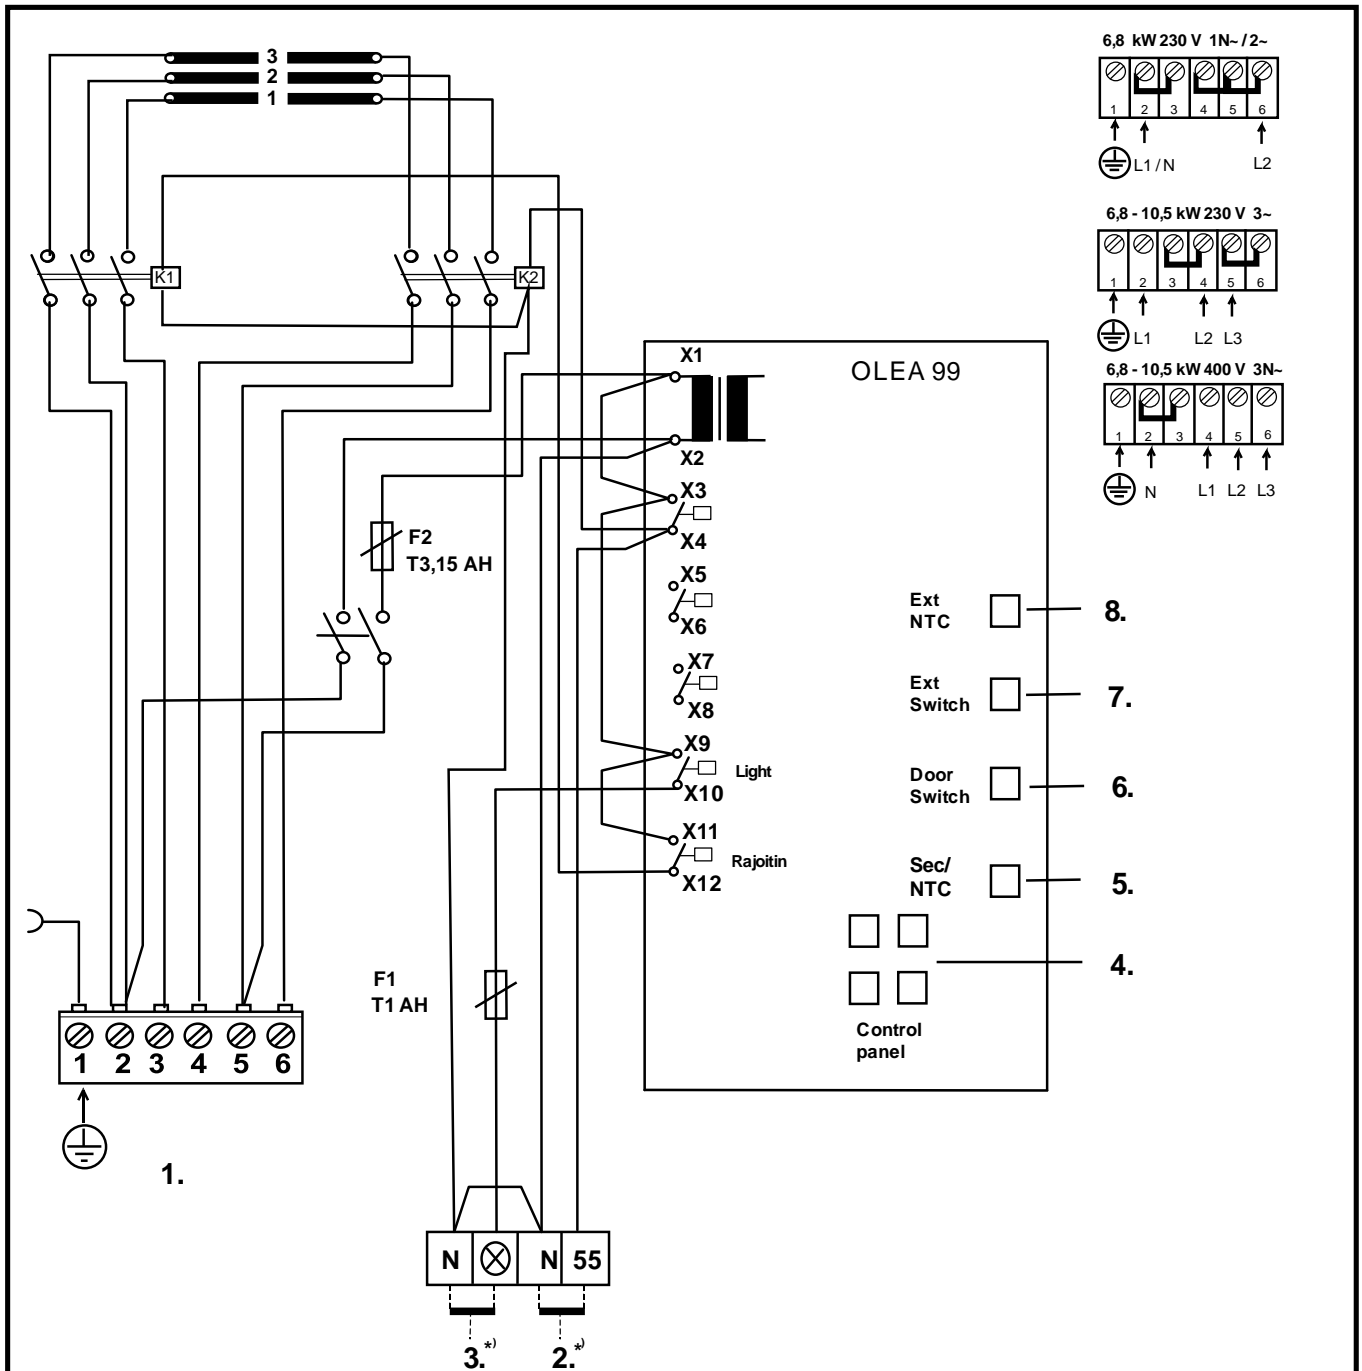 3
2
1
K1
K2
6,8 kW 230 V 1N~ / 2~
1 2 3 4 5 6
L1 / N L2
6,8 - 10,5 kW 230 V 3~
1 2 3 4 5 6
L1 L2 L3
6,8 - 10,5 kW 400 V 3N~
1 2 3 4 5 6
N L1 L2 L3
OLEA 99
X1
X2
X3
X4
X5
X6
X7
X8
X9
Light
X10
X11
Rajoitin
X12
F2
T3,15 AH
Ext
NTC
8.
Ext
Switch
7.
Door
Switch
6.
Sec/
NTC
5.
4.
Control
panel
F1
T1 AH
1 2 3 4 5 6
1.
N N 55
3.*) 2.*)